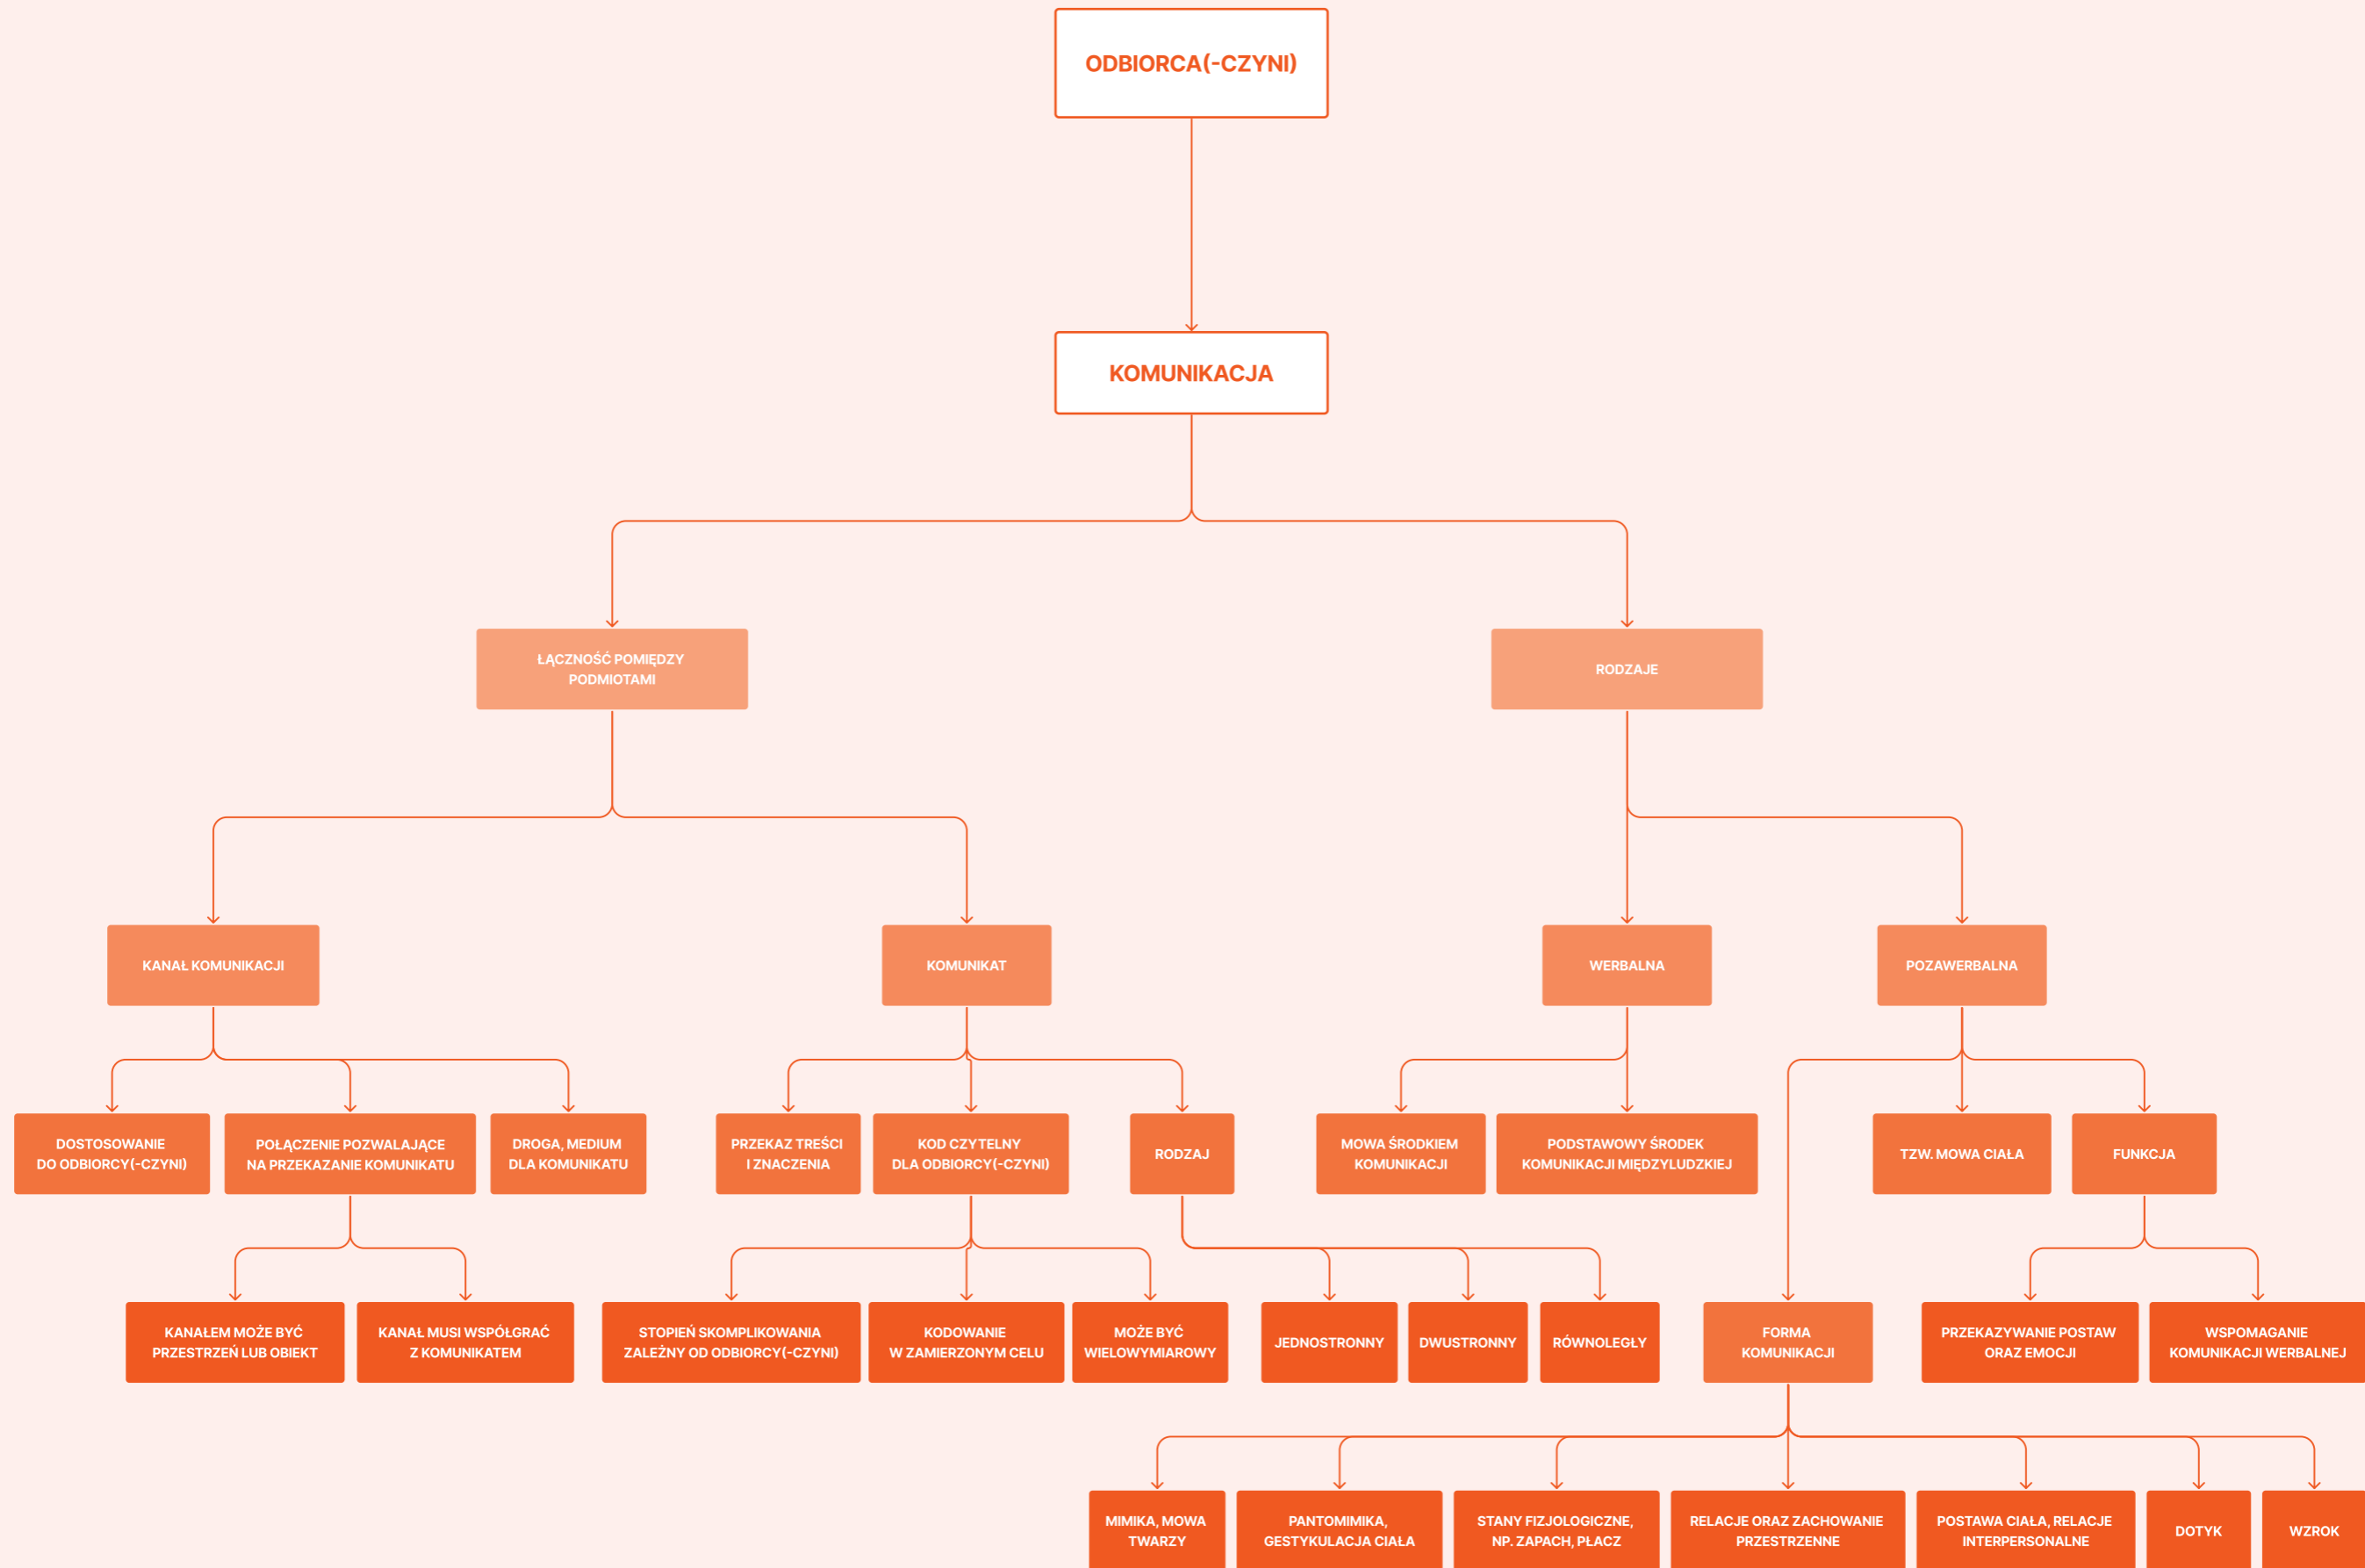 ODBIORCA(-CZYNI)
KOMUNIKACJA
ŁĄCZNOŚĆ POMIĘDZY
PODMIOTAMI
RODZAJE
KANAŁ KOMUNIKACJI
KOMUNIKAT
WERBALNA
POZAWERBALNA
DOSTOSOWANIE
DO ODBIORCY(-CZYNI)
POŁĄCZENIE POZWALAJĄCE
NA PRZEKAZANIE KOMUNIKATU
DROGA, MEDIUM
DLA KOMUNIKATU
PRZEKAZ TREŚCI
I ZNACZENIA
KOD CZYTELNY
DLA ODBIORCY(-CZYNI)
RODZAJ
MOWA ŚRODKIEM
KOMUNIKACJI
PODSTAWOWY ŚRODEK
KOMUNIKACJI MIĘDZYLUDZKIEJ
TZW. MOWA CIAŁA
FUNKCJA
KANAŁEM MOŻE BYĆ
PRZESTRZEŃ LUB OBIEKT
KANAŁ MUSI WSPÓŁGRAĆ
Z KOMUNIKATEM
STOPIEŃ SKOMPLIKOWANIA
ZALEŻNY OD ODBIORCY(-CZYNI)
KODOWANIE
W ZAMIERZONYM CELU
MOŻE BYĆ
WIELOWYMIAROWY
JEDNOSTRONNY
DWUSTRONNY
RÓWNOLEGŁY
FORMA
KOMUNIKACJI
PRZEKAZYWANIE POSTAW
ORAZ EMOCJI
WSPOMAGANIE
KOMUNIKACJI WERBALNEJ
MIMIKA, MOWA
TWARZY
PANTOMIMIKA,
GESTYKULACJA CIAŁA
STANY FIZJOLOGICZNE,
NP. ZAPACH, PŁACZ
RELACJE ORAZ ZACHOWANIE
PRZESTRZENNE
POSTAWA CIAŁA, RELACJE
INTERPERSONALNE
DOTYK
WZROK